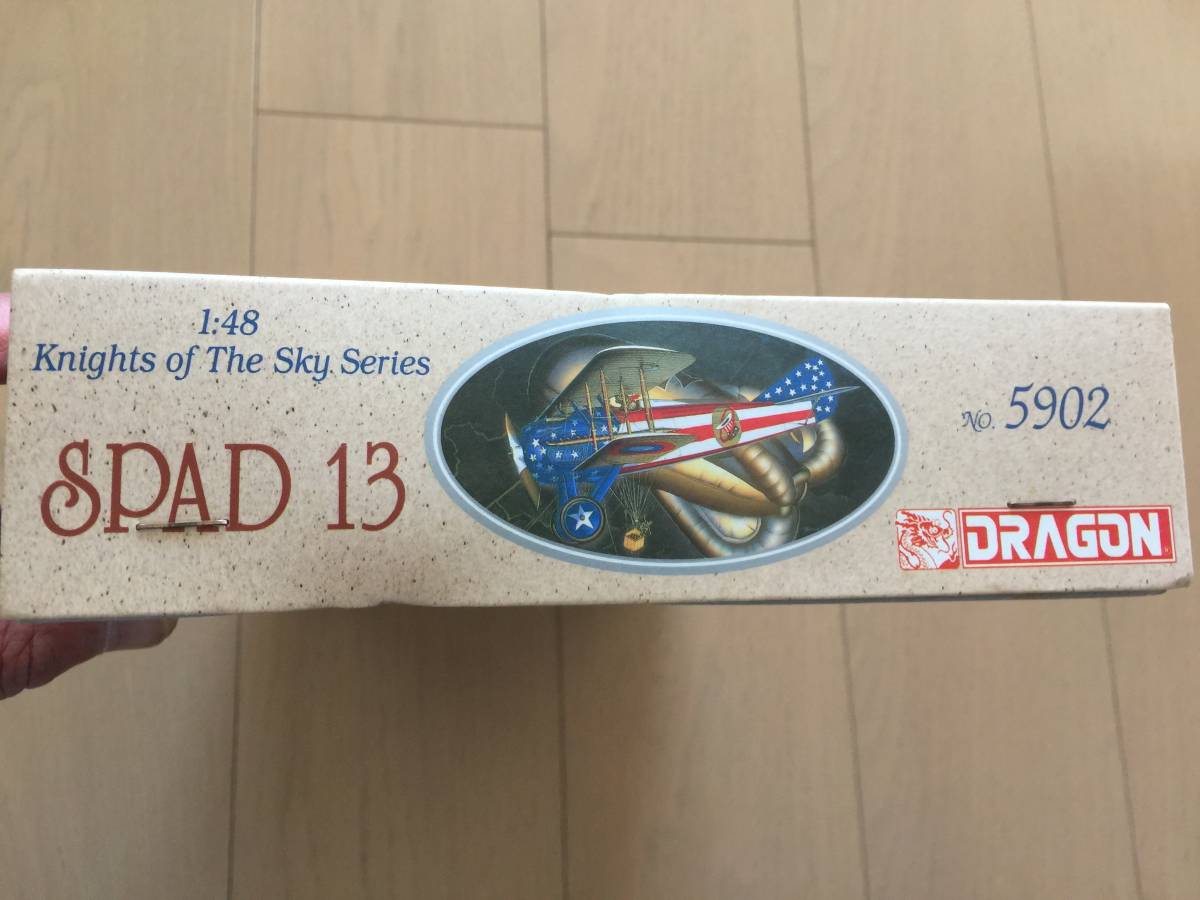 1:48
Knights of The Sky Series
SPAD 13
No. 5902
DRAGON